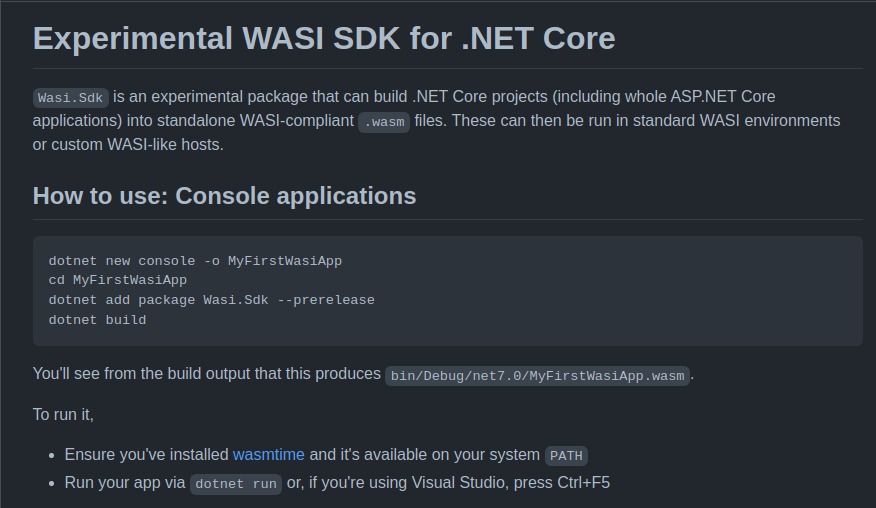 Experimental WASI SDK for .NET Core
Wasi.Sdk is an experimental package that can build .NET Core projects (including whole ASP.NET Core
applications) into standalone WASI-compliant .wasm files. These can then be run in standard WASI environments
or custom WASI-like hosts.
How to use: Console applications
dotnet new console -o MyFirstWasiApp
cd MyFirstWasiApp
dotnet add package Wasi.Sdk --prerelease
dotnet build
You'll see from the build output that this produces bin/Debug/net7.0/MyFirstWasiApp.wasm.
To run it,
• Ensure you've installed wasmtime and it's available on your system PATH
• Run your app via dotnet run or, if you're using Visual Studio, press Ctrl+F5